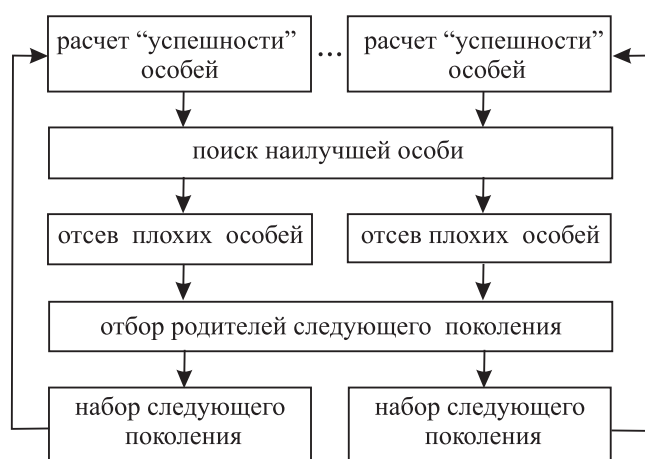 расчет “успешности”
особей
...
расчет “успешности”
особей
поиск наилучшей особи
отсев плохих особей
отсев плохих особей
отбор родителей следующего поколения
набор следующего
поколения
набор следующего
поколения